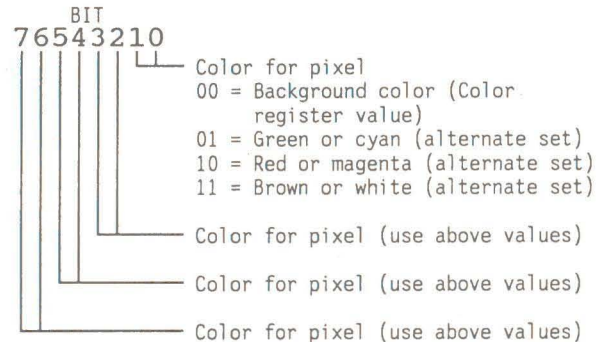 BIT
76543210
Color for pixel
00 = Background color (Color
register value)
01 = Green or cyan (alternate set)
10 = Red or magenta (alternate set)
11 = Brown or white (alternate set)
Color for pixel (use above values)
Color for pixel (use above values)
Color for pixel (use above values)